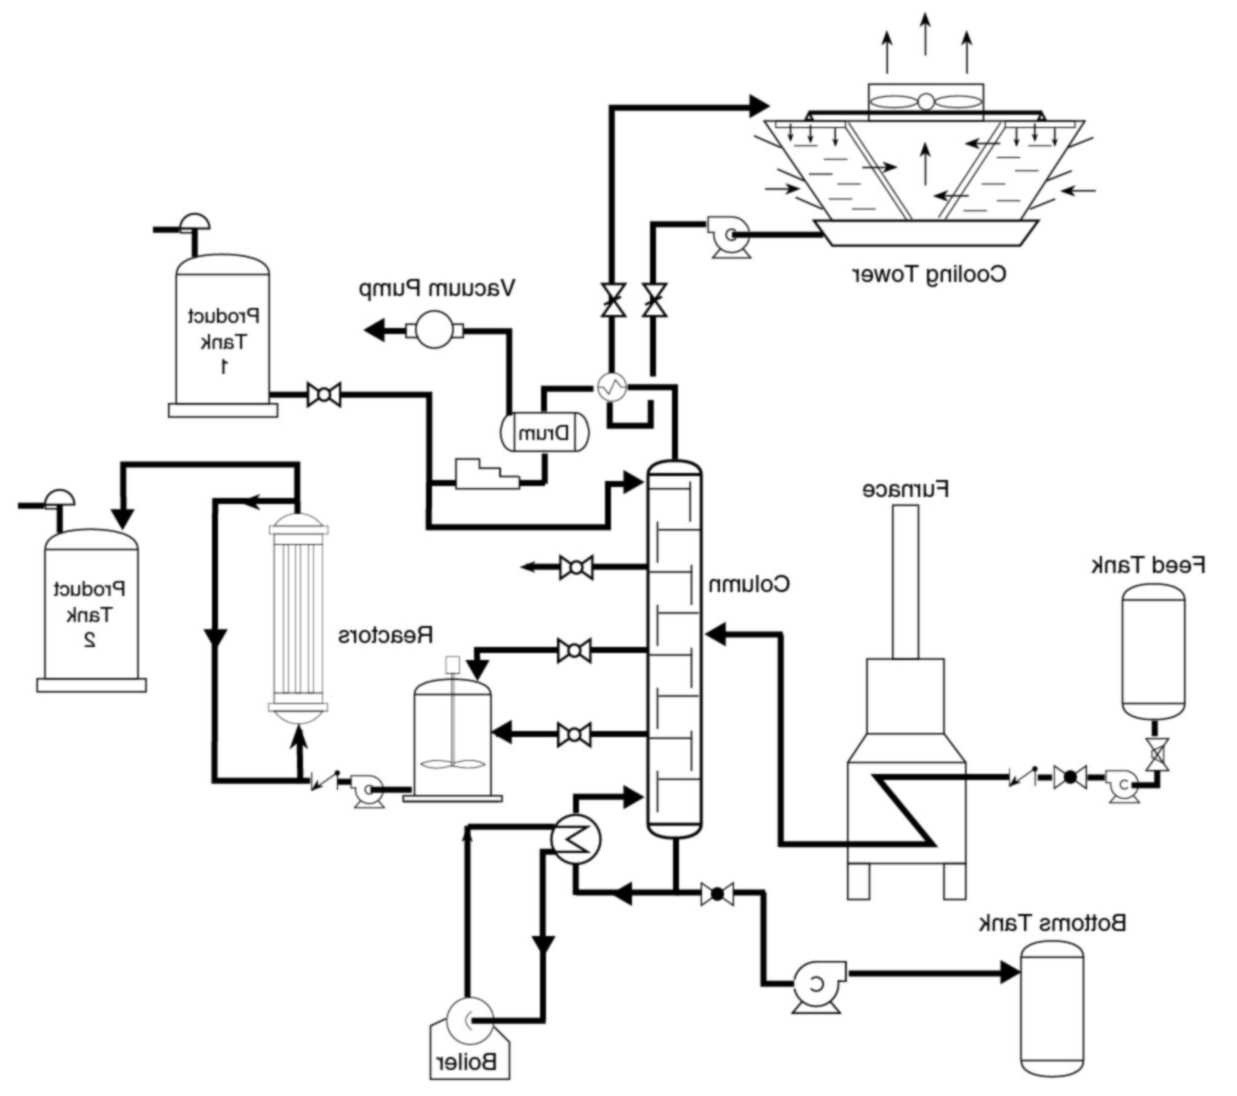 Cooling Tower
Vacuum Pump
Product
Tank
1
Drum
Furnace
Feed Tank
Column
Product
Tank
2
Reactors
Bottoms Tank
Boiler